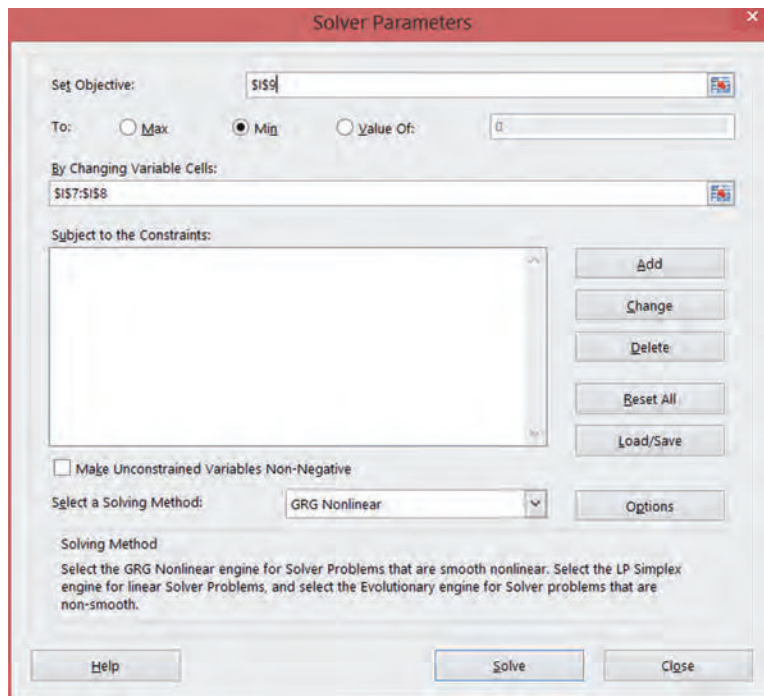 Solver Parameters
Set Objective: $I$9
To: Max Min Value Of: 0
By Changing Variable Cells:
$I$7:$I$8
Subject to the Constraints:
Add
Change
Delete
Reset All
Load/Save
Make Unconstrained Variables Non-Negative
Select a Solving Method: GRG Nonlinear Options
Solving Method
Select the GRG Nonlinear engine for Solver Problems that are smooth nonlinear. Select the LP Simplex
engine for linear Solver Problems, and select the Evolutionary engine for Solver problems that are
non-smooth.
Help Solve Close